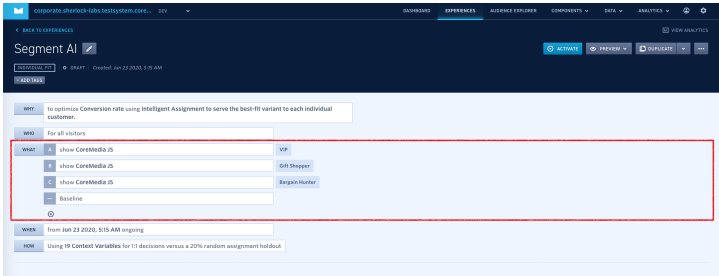 corporate.sherlock-labs.testsystem.core... DEV
DASHBOARD EXPERIENCES AUDIENCE EXPLORER COMPONENTS DATA ANALYTICS
< BACK TO EXPERIENCES
VIEW ANALYTICS
Segment AI
ACTIVATE PREVIEW DUPLICATE
INDIVIDUAL FIT DRAFT Created: Jan 23 2020, 5:15 AM
+ ADD TAGS
WHY to optimize Conversion rate using Intelligent Assignment to serve the best-fit variant to each individual
customer.
WHO For all visitors
WHAT A show CoreMedia JS VIP
B show CoreMedia JS Gift Shopper
C show CoreMedia JS Bargain Hunter
— Baseline
WHEN from Jun 23 2020, 5:15 AM ongoing
HOW Using 19 Context Variables for 1:1 decisions versus a 20% random assignment holdout